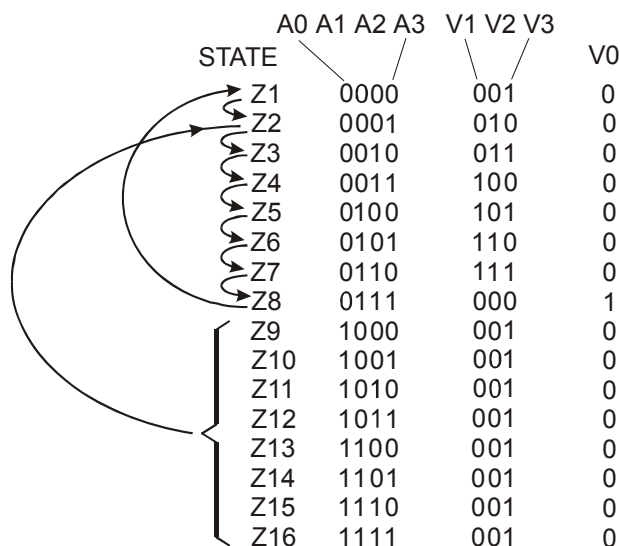 A0 A1 A2 A3 V1 V2 V3
STATE V0
Z1 0000 001 0
Z2 0001 010 0
Z3 0010 011 0
Z4 0011 100 0
Z5 0100 101 0
Z6 0101 110 0
Z7 0110 111 0
Z8 0111 000 1
Z9 1000 001 0
Z10 1001 001 0
Z11 1010 001 0
Z12 1011 001 0
Z13 1100 001 0
Z14 1101 001 0
Z15 1110 001 0
Z16 1111 001 0